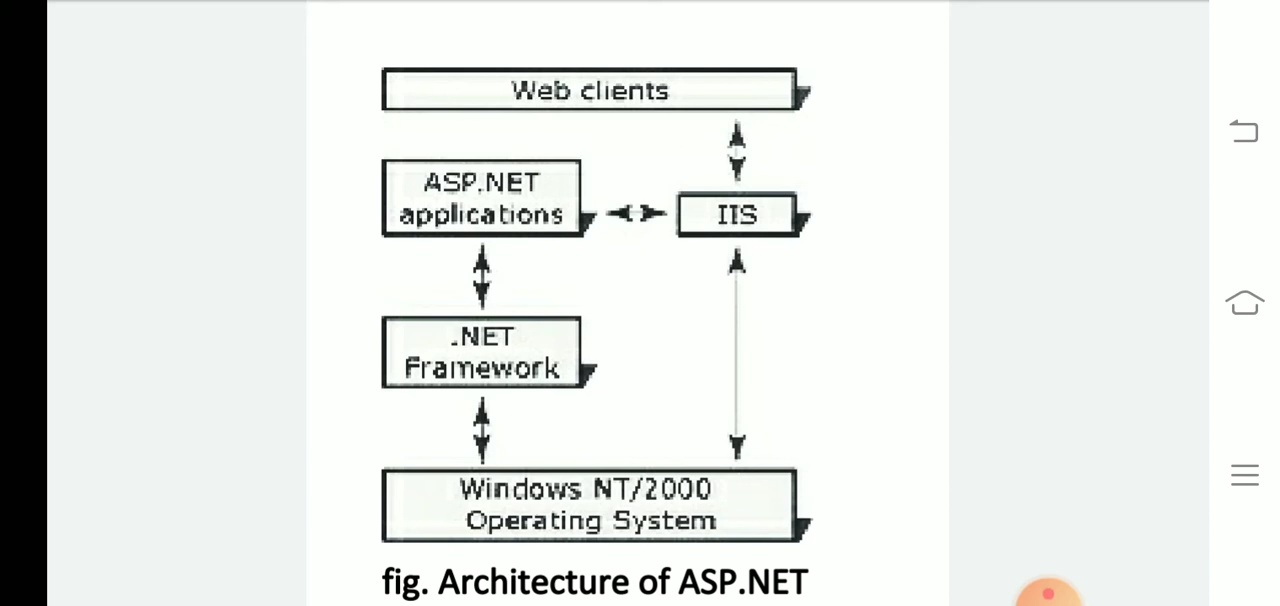 Web clients
ASP.NET
applications
IIS
.NET
Framework
Windows NT/2000
Operating System
fig. Architecture of ASP.NET